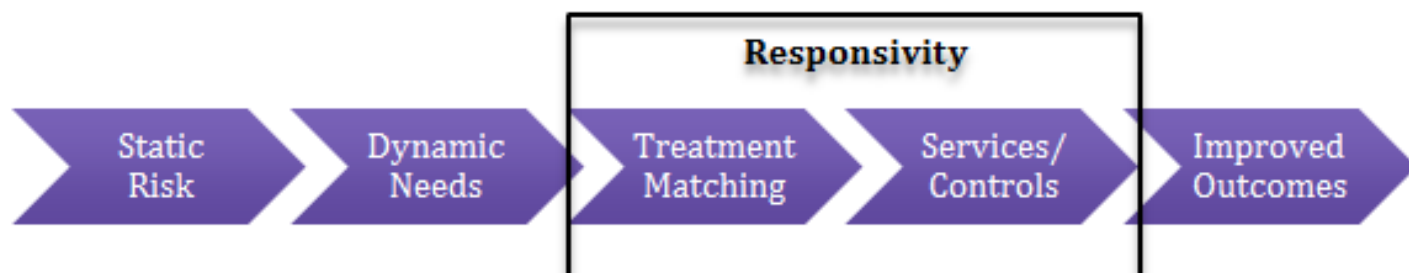 Responsivity
Static
Risk
Dynamic
Needs
Treatment
Matching
Services/
Controls
Improved
Outcomes